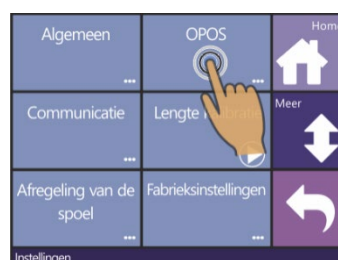 Algemeen
OPOS
Home
Communicatie
Lengte
Meer
Afregeling van de
spoel
Fabrieksinstellingen
Instellingen